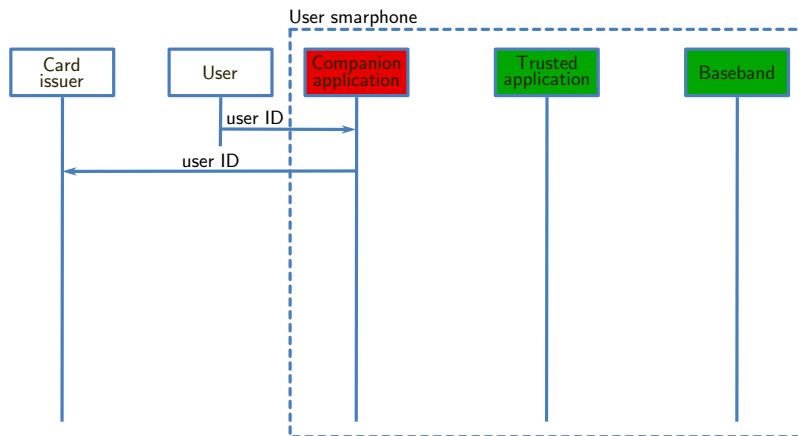 User smarphone
Card
issuer
User
Companion
application
Trusted
application
Baseband
user ID
user ID